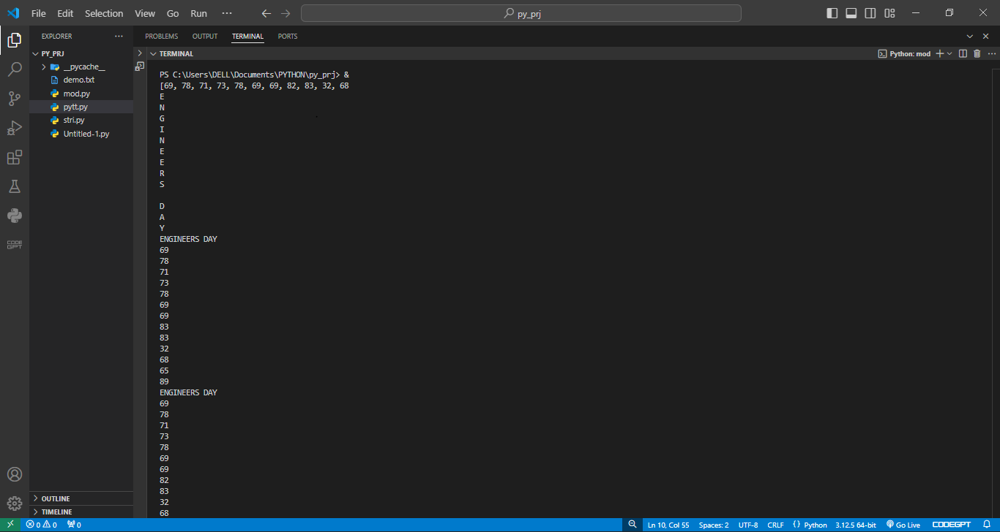 File Edit Selection View Go Run ··· py_prj
EXPLORER ···
PROBLEMS OUTPUT TERMINAL PORTS
PY_PRJ
__pycache__
demo.txt
mod.py
pytt.py
stri.py
Untitled-1.py
OUTLINE
TIMELINE
TERMINAL Python: mod
PS C:\Users\DELL\Documents\PYTHON\py_prj> &
[69, 78, 71, 73, 78, 69, 69, 82, 83, 32, 68
E
N
G
I
N
E
E
R
S
D
A
Y
ENGINEERS DAY
69
78
71
73
78
69
69
83
83
32
68
65
89
ENGINEERS DAY
69
78
71
73
78
69
69
82
83
32
68
CODE
GPT
0 0 0 Ln 10, Col 55 Spaces: 2 UTF-8 CRLF {} Python 3.12.5 64-bit Go Live CODEGPT